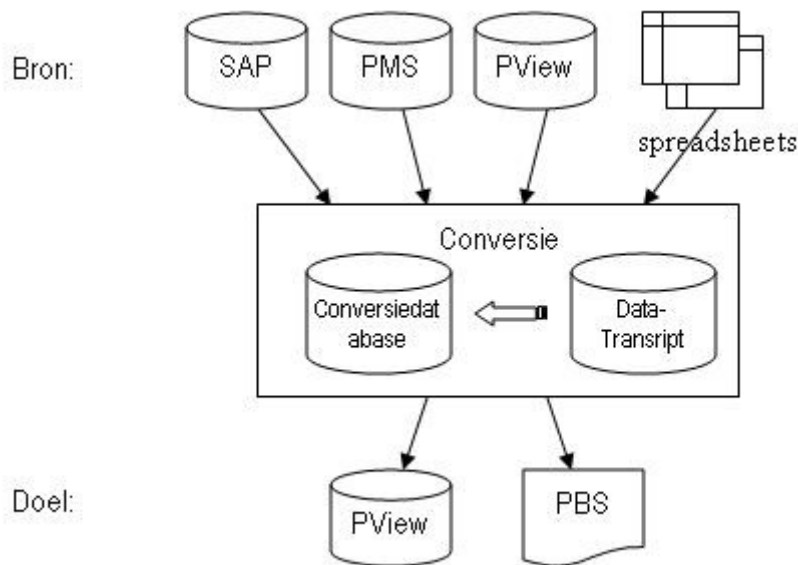 Bron:
SAP
PMS
PView
spreadsheets
Conversie
Conversiedat
abase
Data-
Transript
Doel:
PView
PBS